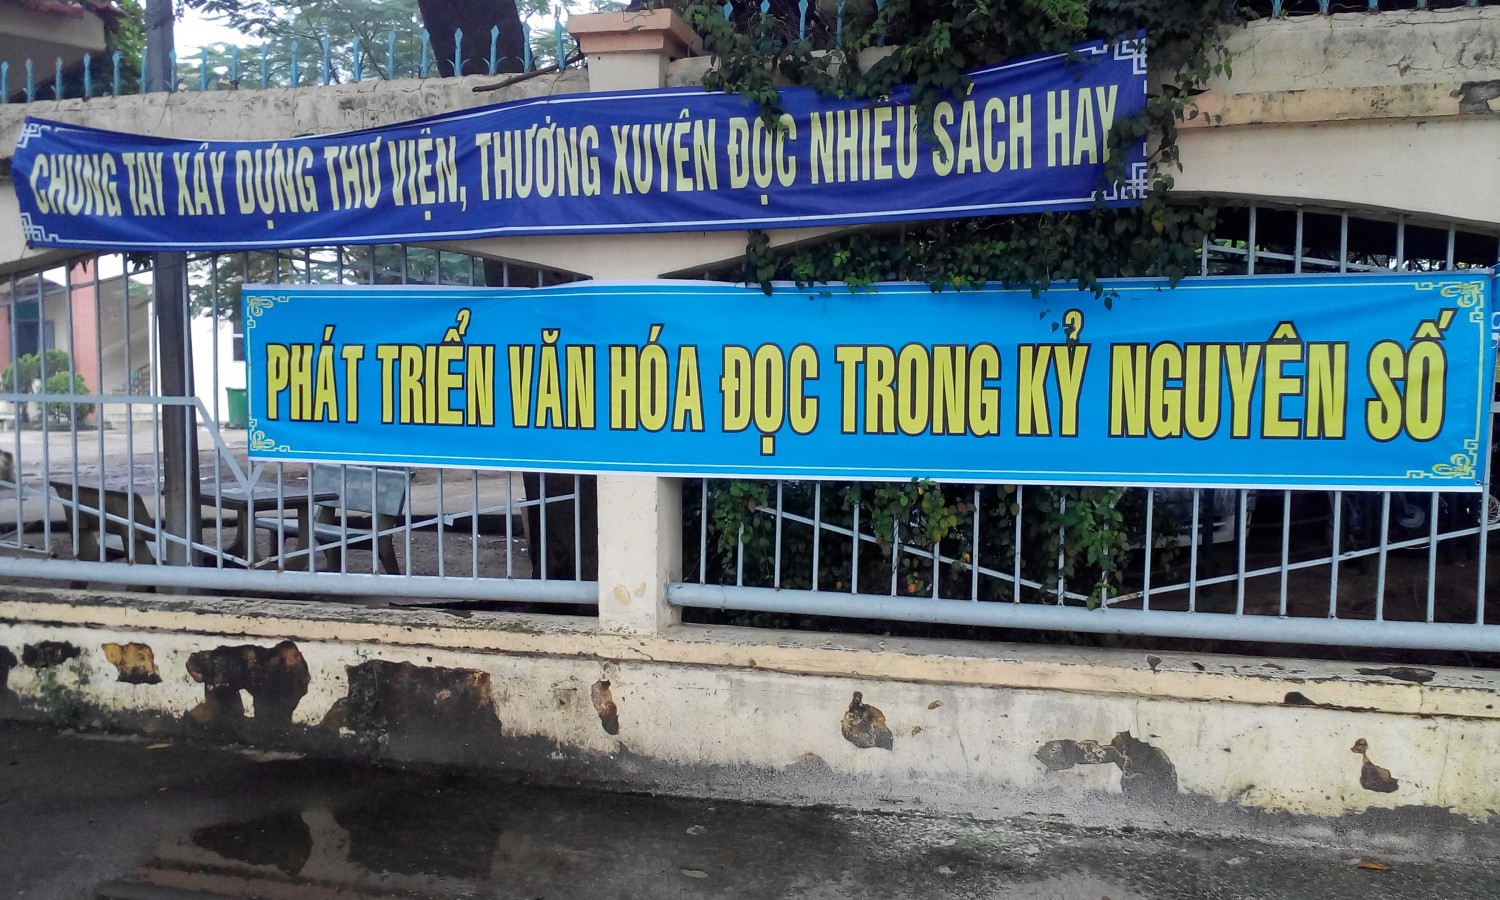 CHUNG TAY XÂY DỰNG THƯ VIỆN, THƯỜNG XUYÊN ĐỌC NHIỀU SÁCH HAY
PHÁT TRIỂN VĂN HÓA ĐỌC TRONG KỶ NGUYÊN SỐ